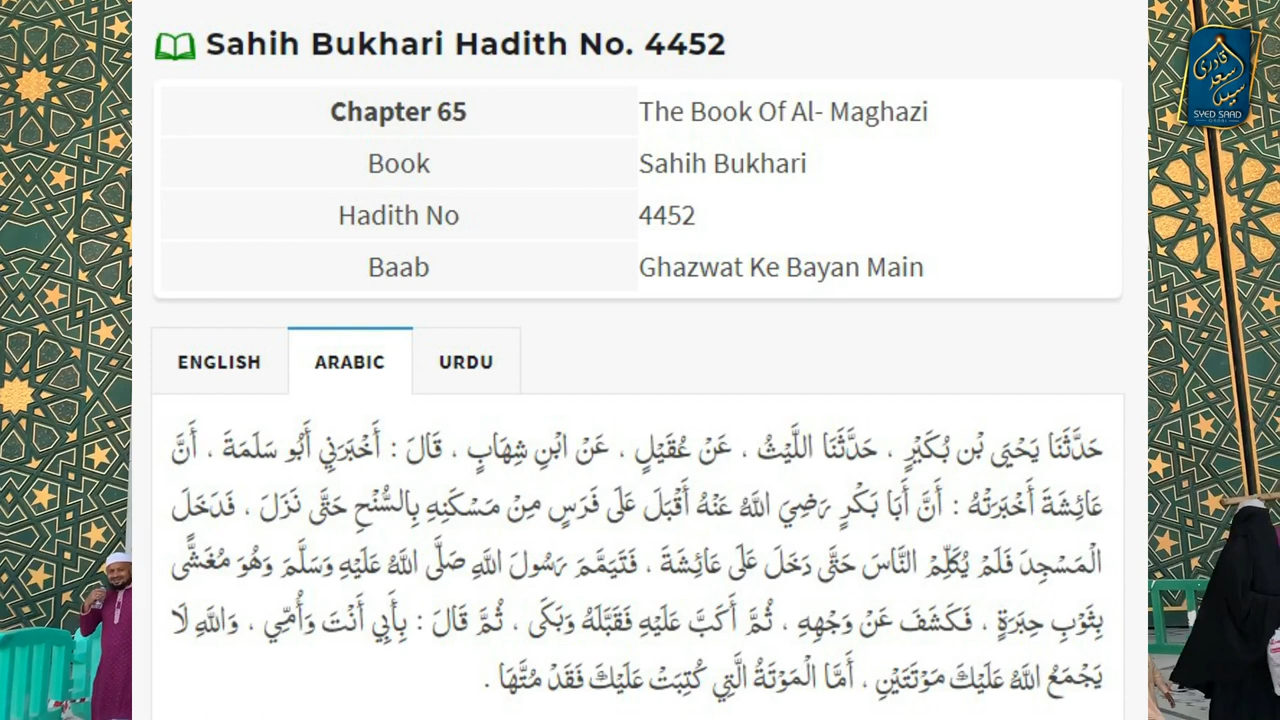 Sahih Bukhari Hadith No. 4452
Chapter 65 The Book Of Al- Maghazi
Book Sahih Bukhari
Hadith No 4452
Baab Ghazwat Ke Bayan Main
ENGLISH ARABIC URDU
حَدَّثَنَا يَحْيَى بْن بُكَيْرٍ ، حَدَّثَنَا اللَّيْثُ ، عَنْ عُقَيْلٍ ، عَنْ ابْنِ شِهَابٍ ، قَالَ : أَخْبَرَنِي أَبُو سَلَمَةَ ، أَنَّ
عَائِشَةَ أَخْبَرَتْهُ : أَنَّ أَبَا بَكْرٍ رَضِيَ اللَّهُ عَنْهُ أَقْبَلَ عَلَى فَرَسٍ مِنْ مَسْكَنِهِ بِالسُّنْحِ حَتَّى نَزَلَ ، فَدَخَلَ
الْمَسْجِدَ فَلَمْ يُكَلِّمْ النَّاسَ حَتَّى دَخَلَ عَلَى عَائِشَةَ ، فَتَيَمَّمَ رَسُولَ اللَّهِ صَلَّى اللَّهُ عَلَيْهِ وَسَلَّمَ وَهُوَ مُغَشًّى
بِثَوْبِ حِبَرَةٍ ، فَكَشَفَ عَنْ وَجْهِهِ ، ثُمَّ أَكَبَّ عَلَيْهِ فَقَبَّلَهُ وَبَكَى ، ثُمَّ قَالَ : بِأَبِي أَنْتَ وَأُمِّي ، وَاللَّهِ لَا
يَجْمَعُ اللَّهُ عَلَيْكَ مَوْتَتَيْنِ ، أَمَّا الْمَوْتَةُ الَّتِي كُتِبَتْ عَلَيْكَ فَقَدْ مُتَّهَا .
SYED SAAD
QADRI